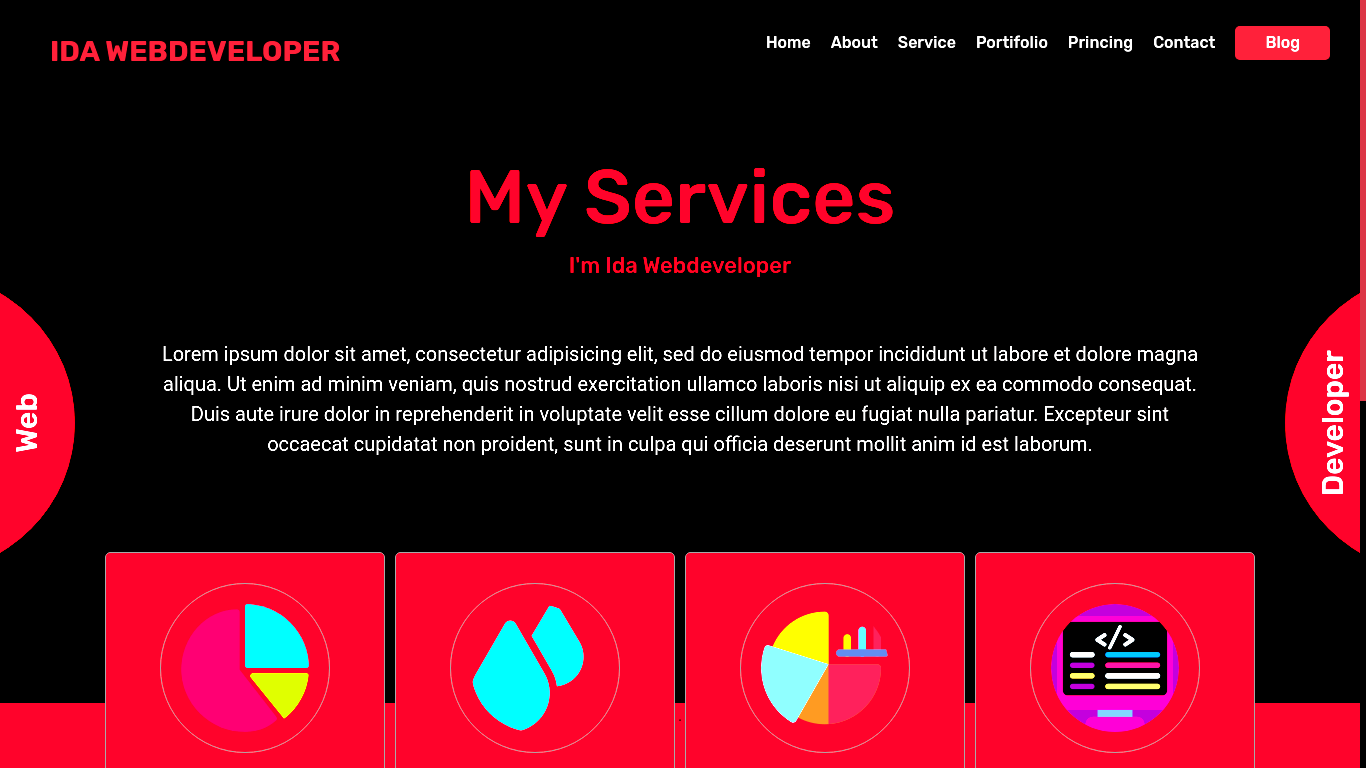 IDA WEBDEVELOPER
Home About Service Portifolio Princing Contact Blog
My Services
I'm Ida Webdeveloper
Lorem ipsum dolor sit amet, consectetur adipisicing elit, sed do eiusmod tempor incididunt ut labore et dolore magna
aliqua. Ut enim ad minim veniam, quis nostrud exercitation ullamco laboris nisi ut aliquip ex ea commodo consequat.
Duis aute irure dolor in reprehenderit in voluptate velit esse cillum dolore eu fugiat nulla pariatur. Excepteur sint
occaecat cupidatat non proident, sunt in culpa qui officia deserunt mollit anim id est laborum.
Web
Developer
</>